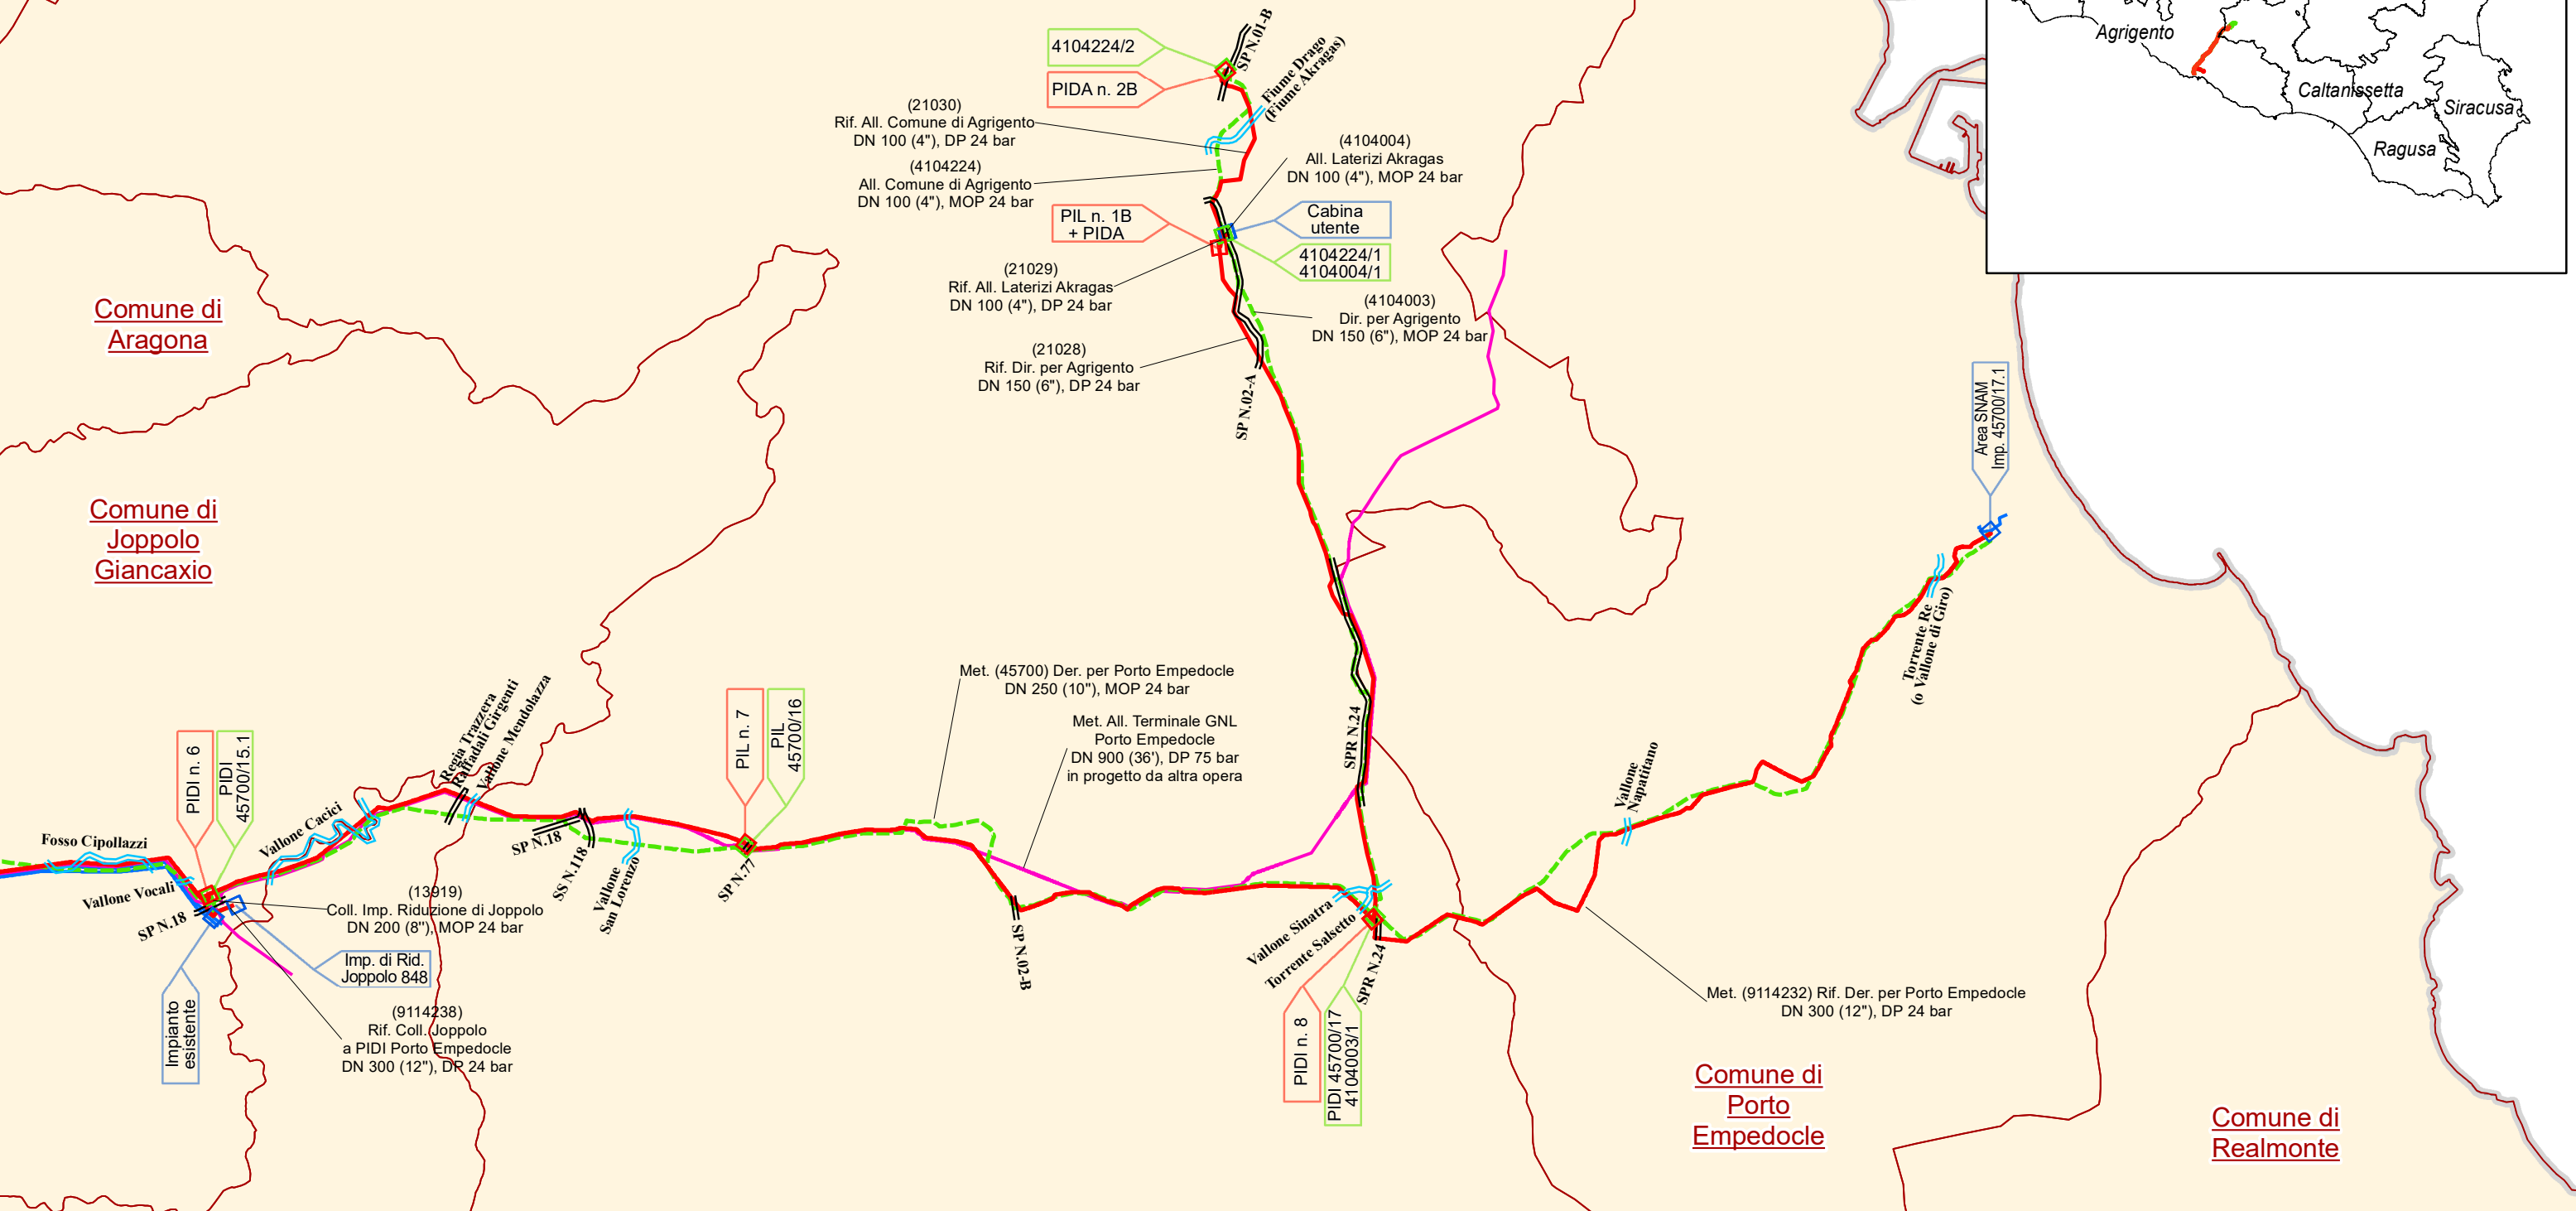 4104224/2
PIDA n. 2B
SP N.01-B
Fiume Drago
(Fiume Akragas)
(21030)
Rif. All. Comune di Agrigento
DN 100 (4"), DP 24 bar
(4104224)
All. Comune di Agrigento
DN 100 (4"), MOP 24 bar
(4104004)
All. Laterizi Akragas
DN 100 (4"), MOP 24 bar
PIL n. 1B
+ PIDA
Cabina
utente
4104224/1
4104004/1
(21029)
Rif. All. Laterizi Akragas
DN 100 (4"), DP 24 bar
(4104003)
Dir. per Agrigento
DN 150 (6"), MOP 24 bar
(21028)
Rif. Dir. per Agrigento
DN 150 (6"), DP 24 bar
SP N.02-A
Agrigento
Caltanissetta
Siracusa
Ragusa
Comune di
Aragona
Comune di
Joppolo
Giancaxio
Area SNAM
Imp. 45700/17.1
Torrente Re
(o Vallone di Giro)
Met. (45700) Der. per Porto Empedocle
DN 250 (10"), MOP 24 bar
Met. All. Terminale GNL
Porto Empedocle
DN 900 (36'), DP 75 bar
in progetto da altra opera
SPR N.24
PIDI n. 6
PIDI
45700/15.1
Regia Trazzera
Raffadali Girgenti
Vallone Mendolazza
PIL n. 7
PIL
45700/16
Vallone
Napatitano
Fosso Cipollazzi
Vallone Cacici
Vallone Vocali
SP N.18
SP N.18
SS N.118
Vallone
San Lorenzo
SP N.77
SP N.02-B
(13919)
Coll. Imp. Riduzione di Joppolo
DN 200 (8"), MOP 24 bar
Imp. di Rid.
Joppolo 848
Impianto
esistente
(9114238)
Rif. Coll. Joppolo
a PIDI Porto Empedocle
DN 300 (12"), DP 24 bar
Vallone Sinatra
Torrente Salsetto
SPR N.24
PIDI n. 8
PIDI 45700/17
4104003/1
Met. (9114232) Rif. Der. per Porto Empedocle
DN 300 (12"), DP 24 bar
Comune di
Porto
Empedocle
Comune di
Realmonte